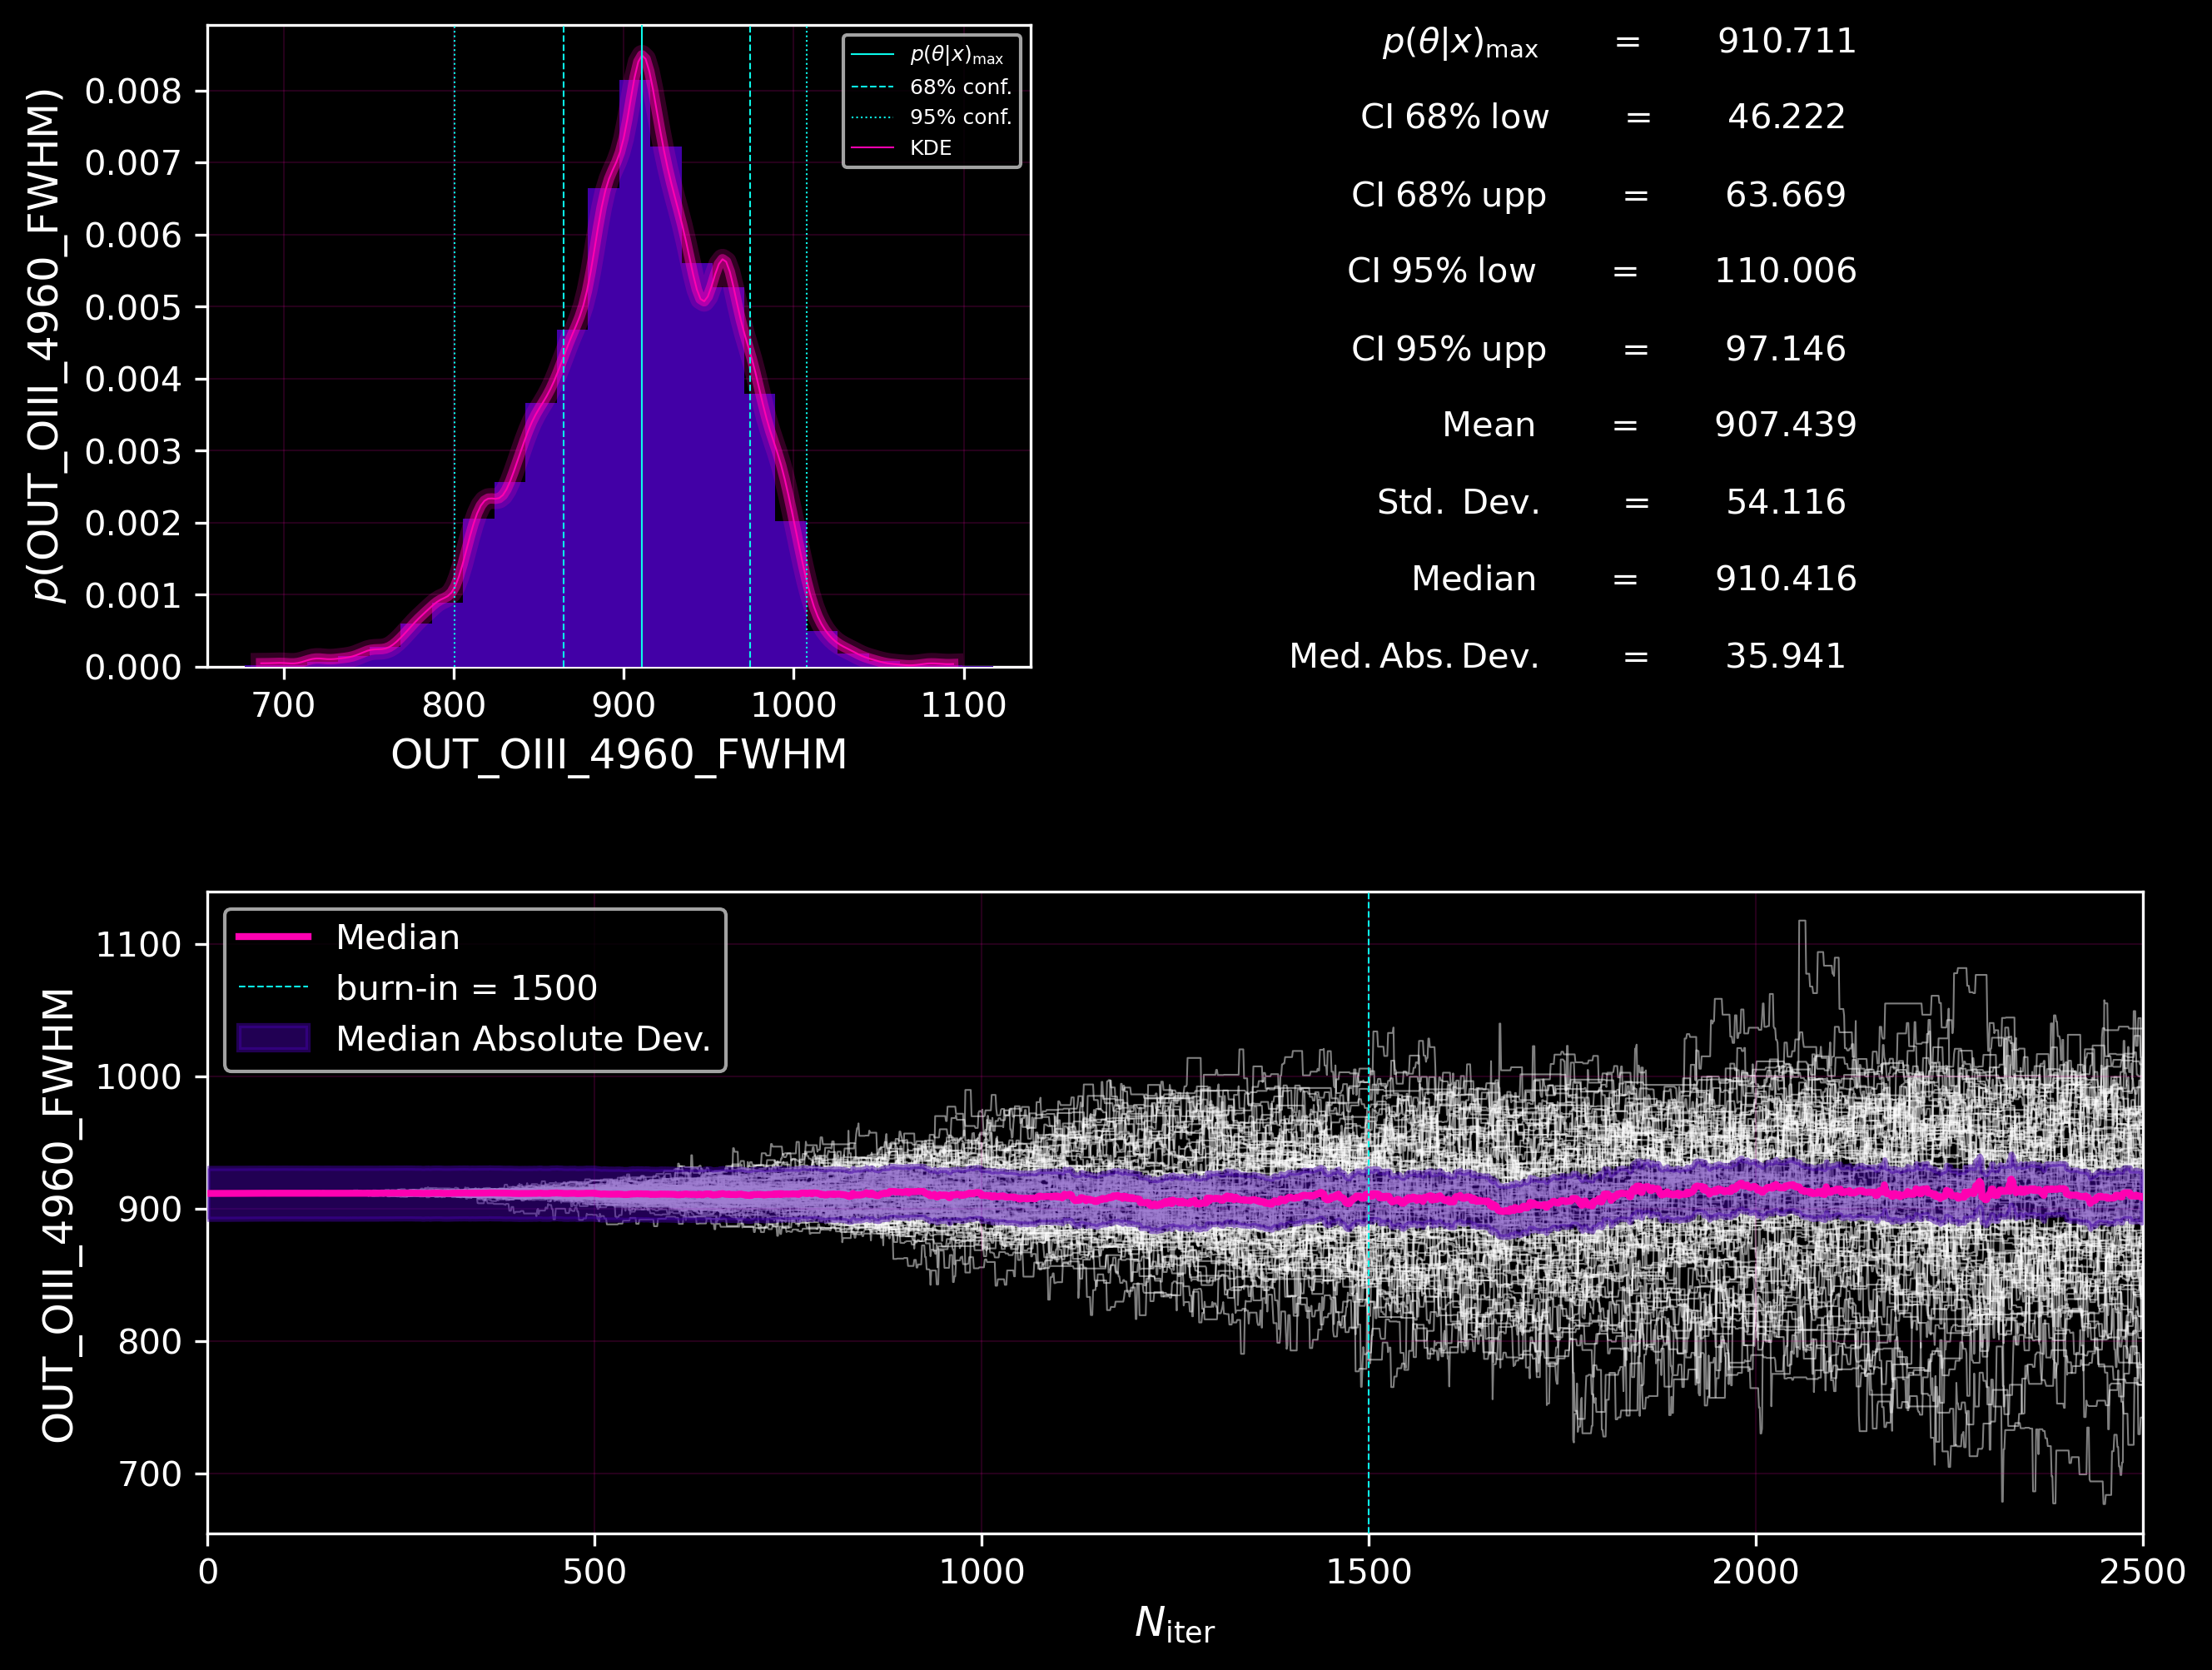 p(θ|x)max
68% conf.
95% conf.
KDE
0.008
0.007
0.006
0.005
0.004
0.003
0.002
0.001
0.000
p(OUT_OIII_4960_FWHM)
700 800 900 1000 1100
OUT_OIII_4960_FWHM
p(θ|x)max = 910.711
CI 68% low = 46.222
CI 68% upp = 63.669
CI 95% low = 110.006
CI 95% upp = 97.146
Mean = 907.439
Std. Dev. = 54.116
Median = 910.416
Med. Abs. Dev. = 35.941
Median
burn-in = 1500
Median Absolute Dev.
1100
1000
900
800
700
OUT_OIII_4960_FWHM
0 500 1000 1500 2000 2500
Niter